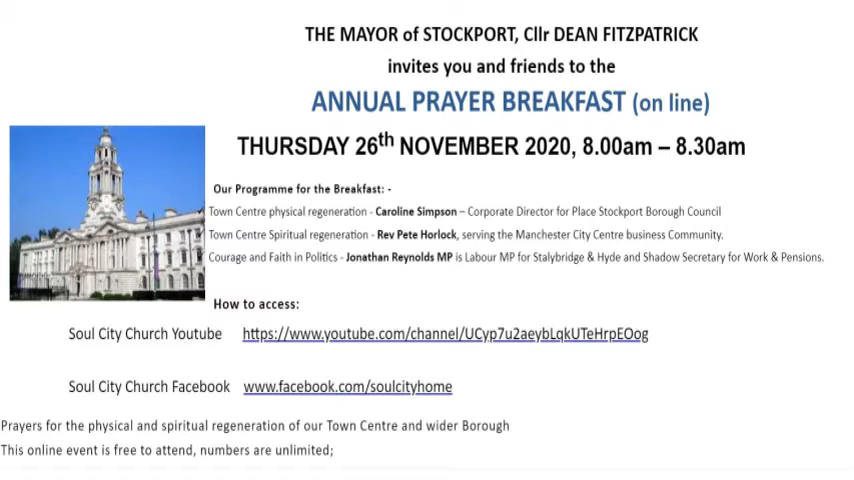 THE MAYOR of STOCKPORT, Cllr DEAN FITZPATRICK
invites you and friends to the
ANNUAL PRAYER BREAKFAST (on line)
THURSDAY 26th NOVEMBER 2020, 8.00am – 8.30am
Our Programme for the Breakfast: -
Town Centre physical regeneration - Caroline Simpson – Corporate Director for Place Stockport Borough Council
Town Centre Spiritual regeneration - Rev Pete Horlock, serving the Manchester City Centre business Community.
Courage and Faith in Politics - Jonathan Reynolds MP is Labour MP for Stalybridge & Hyde and Shadow Secretary for Work & Pensions.
How to access:
Soul City Church Youtube https://www.youtube.com/channel/UCyp7u2aeybLqkUTeHrpEOog
Soul City Church Facebook www.facebook.com/soulcityhome
Prayers for the physical and spiritual regeneration of our Town Centre and wider Borough
This online event is free to attend, numbers are unlimited;